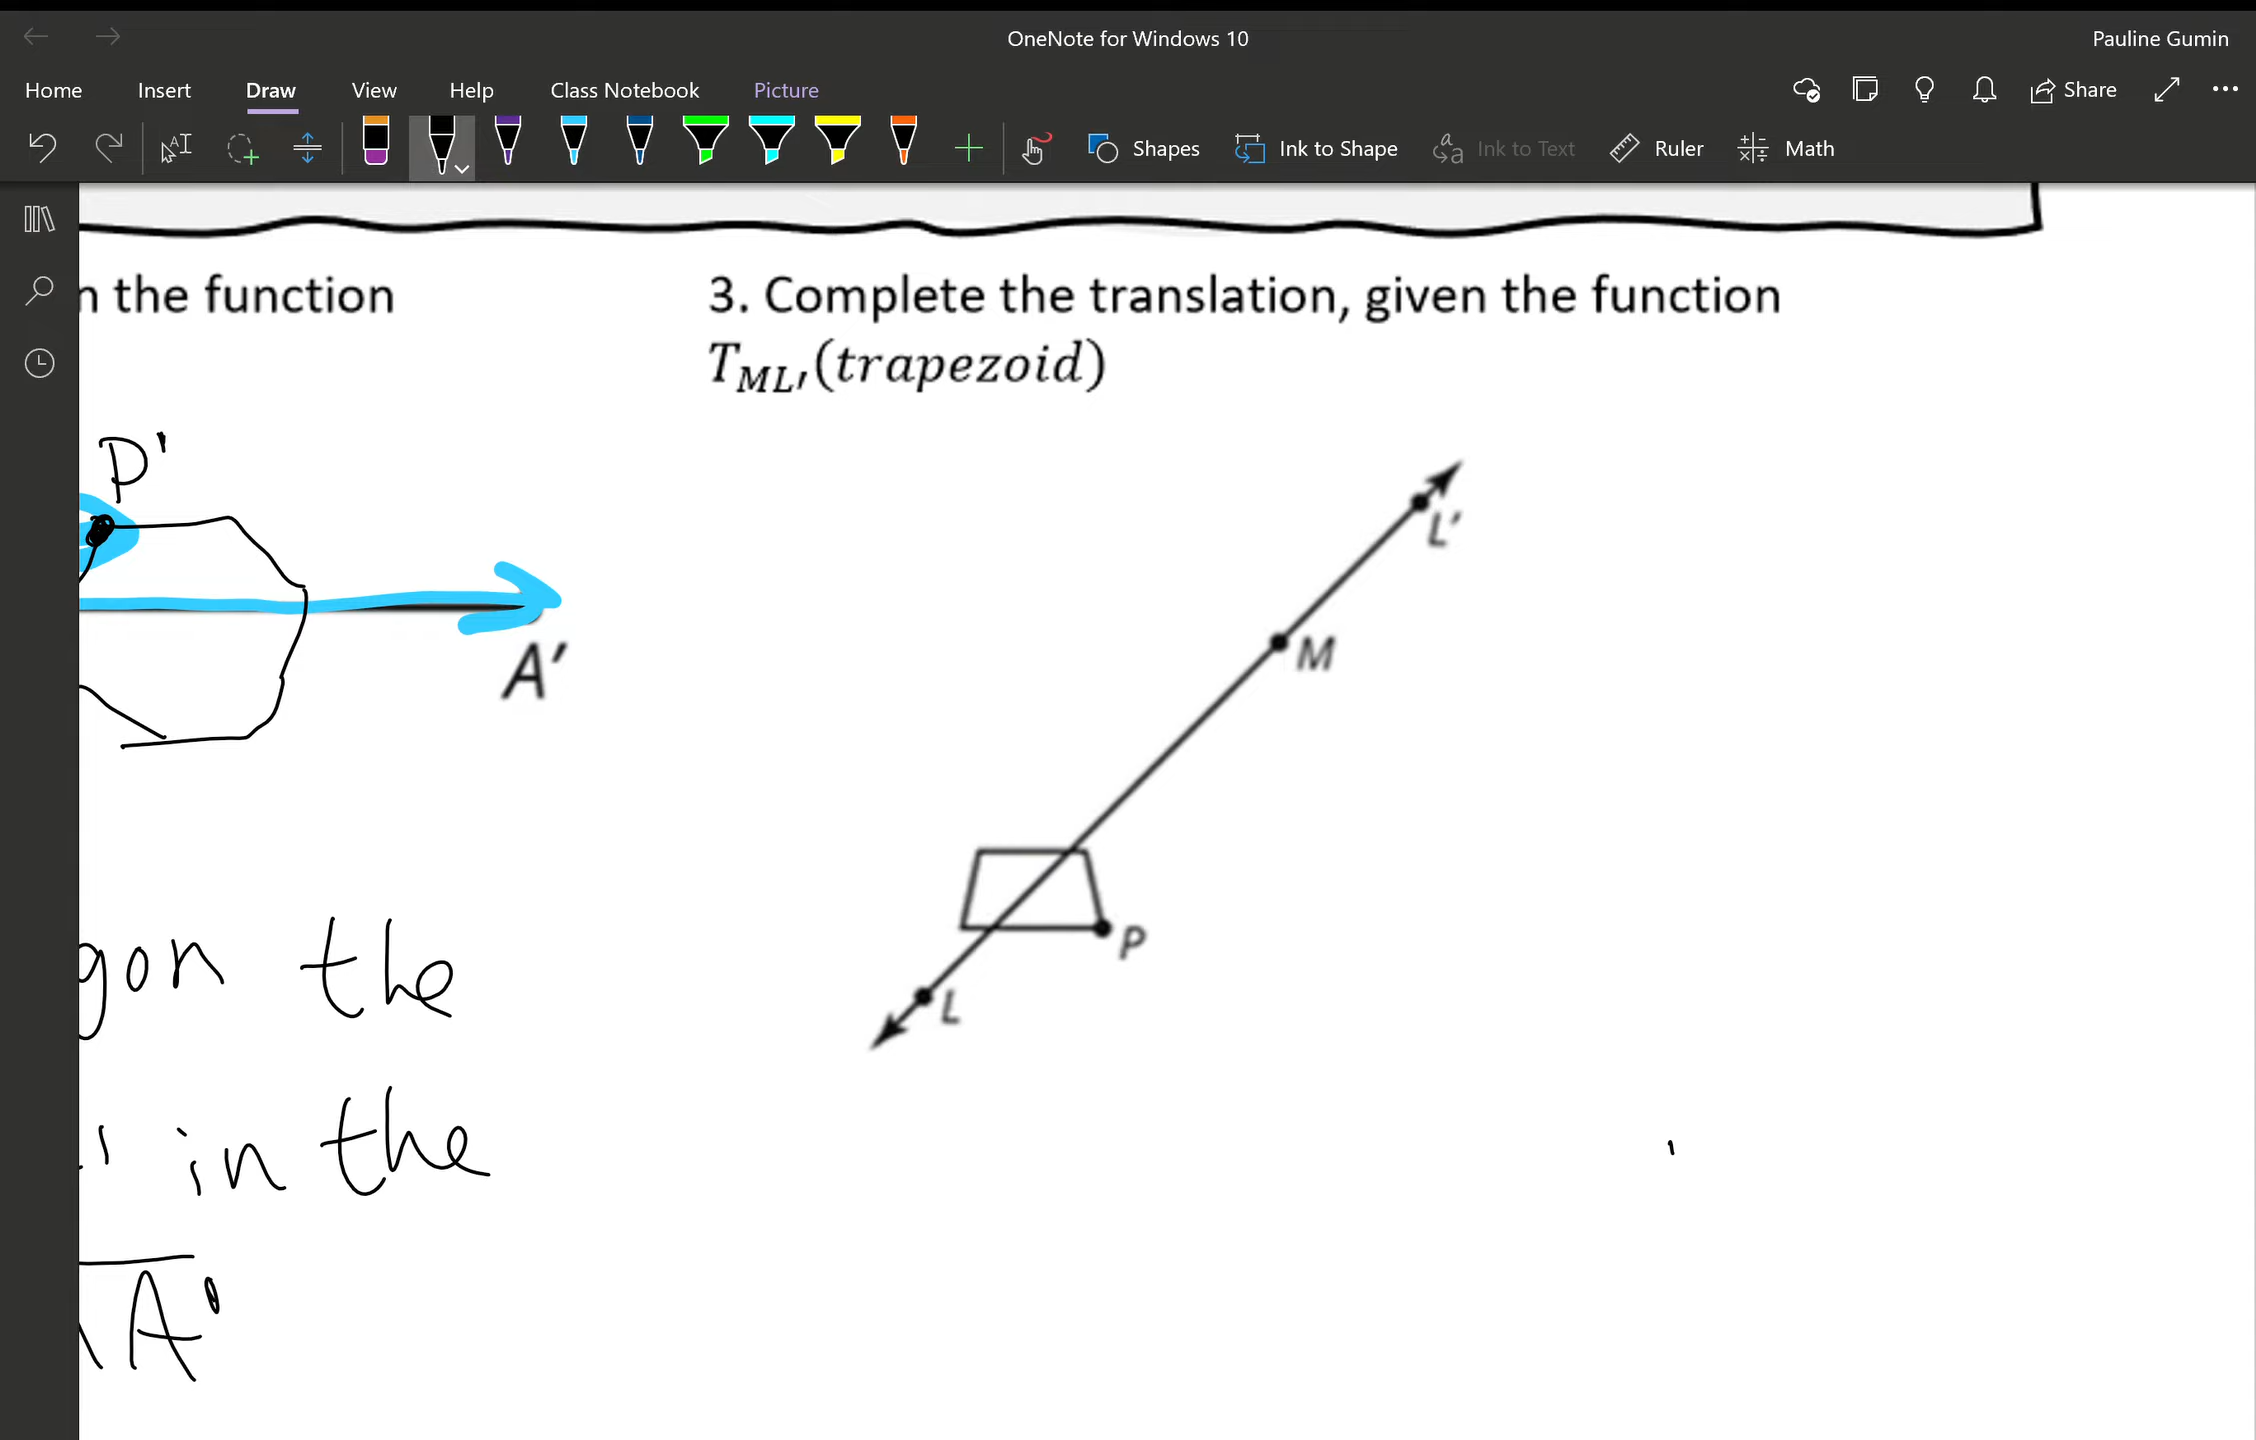 OneNote for Windows 10
Pauline Gumin
Home Insert Draw View Help Class Notebook Picture
Share
Shapes Ink to Shape Ink to Text Ruler Math
n the function
3. Complete the translation, given the function
T_{ML'}(trapezoid)
P'
A'
L'
M
P
L
gon the
' in the
A'